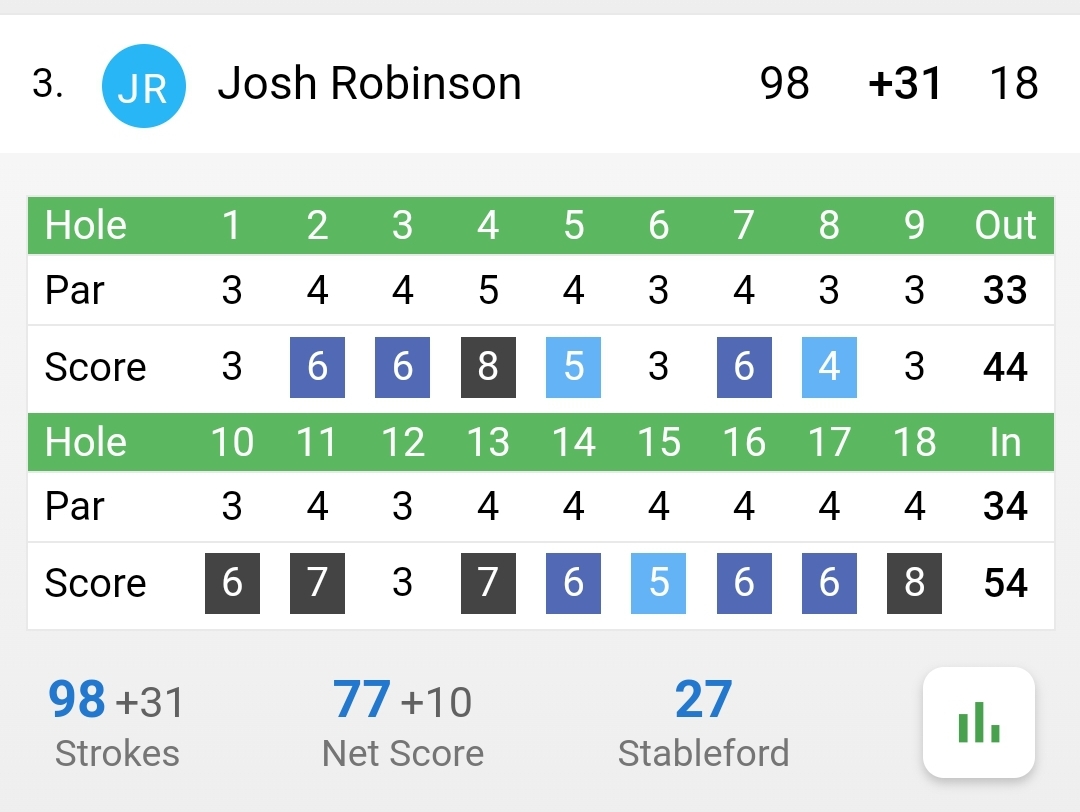 3. JR Josh Robinson 98 +31 18
Hole 1 2 3 4 5 6 7 8 9 Out
Par 3 4 4 5 4 3 4 3 3 33
Score 3 6 6 8 5 3 6 4 3 44
Hole 10 11 12 13 14 15 16 17 18 In
Par 3 4 3 4 4 4 4 4 4 34
Score 6 7 3 7 6 5 6 6 8 54
98 +31 77 +10 27
Strokes Net Score Stableford